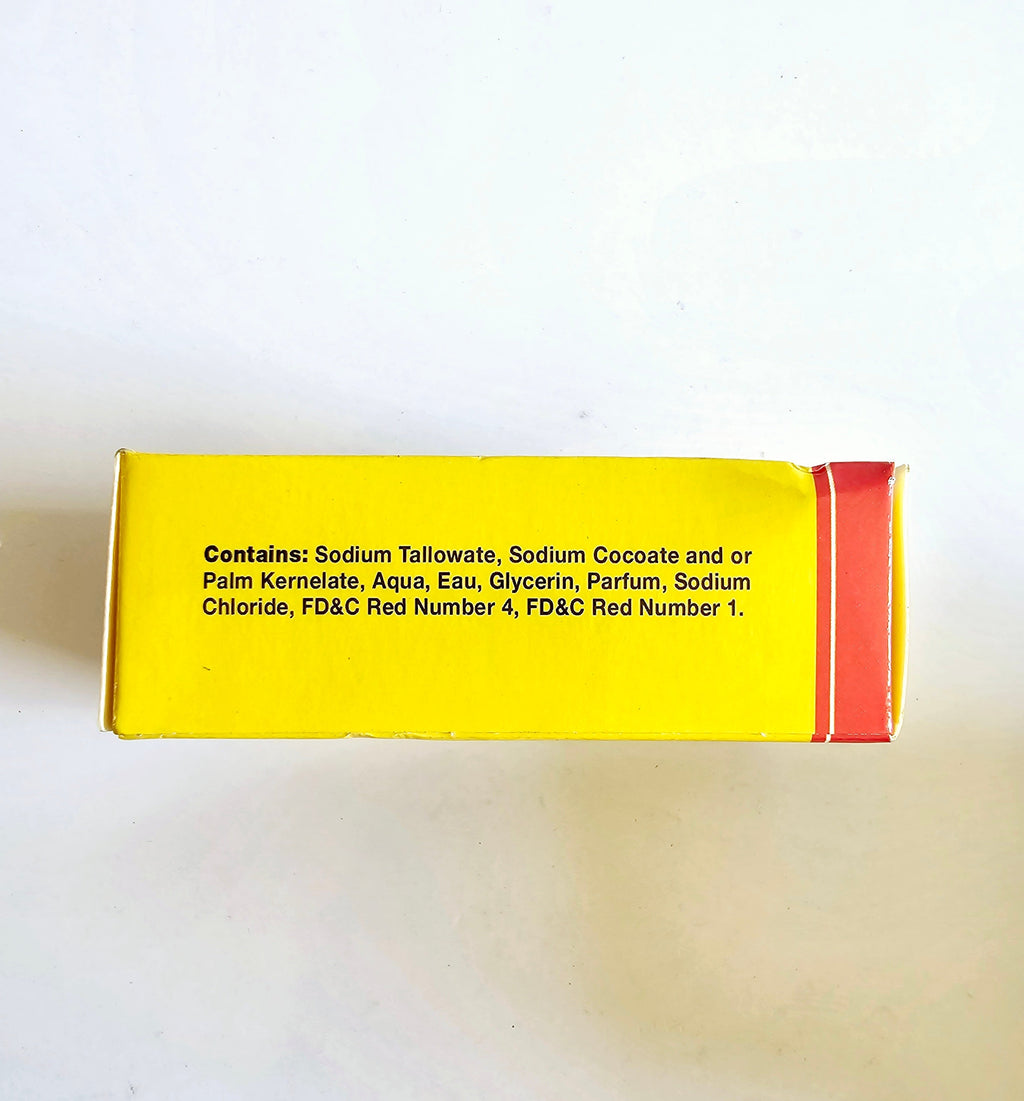 Contains: Sodium Tallowate, Sodium Cocoate and or
Palm Kernelate, Aqua, Eau, Glycerin, Parfum, Sodium
Chloride, FD&C Red Number 4, FD&C Red Number 1.